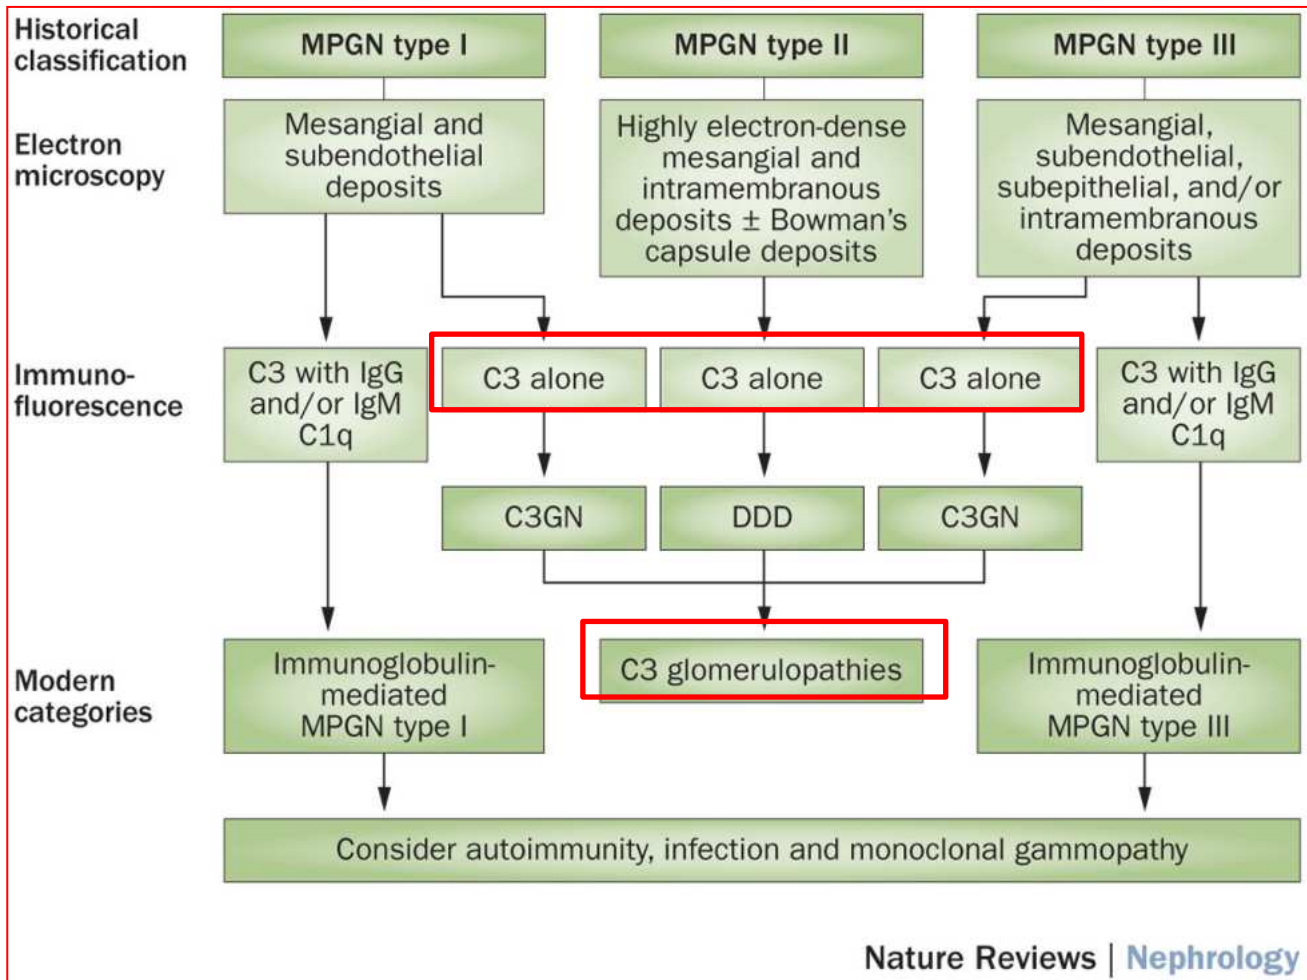 Historical
classification
MPGN type I
MPGN type II
MPGN type III
Electron
microscopy
Mesangial and
subendothelial
deposits
Highly electron-dense
mesangial and
intramembranous
deposits ± Bowman's
capsule deposits
Mesangial,
subendothelial,
subepithelial, and/or
intramembranous
deposits
Immuno-
fluorescence
C3 with IgG
and/or IgM
C1q
C3 alone
C3 alone
C3 alone
C3 with IgG
and/or IgM
C1q
C3GN
DDD
C3GN
Modern
categories
Immunoglobulin-
mediated
MPGN type I
C3 glomerulopathies
Immunoglobulin-
mediated
MPGN type III
Consider autoimmunity, infection and monoclonal gammopathy
Nature Reviews | Nephrology